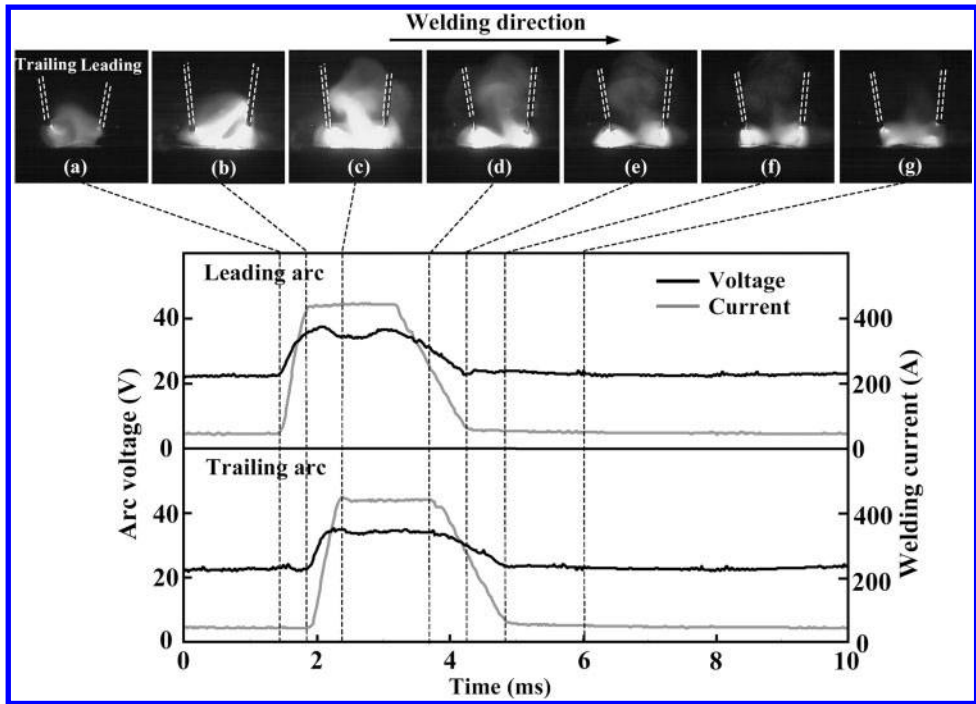 Welding direction
Trailing Leading
(a) (b) (c) (d) (e) (f) (g)
Leading arc
Voltage
Current
40
20
0
400
200
0
Trailing arc
40
20
0
400
200
0
Arc voltage (V)
Welding current (A)
0 2 4 6 8 10
Time (ms)